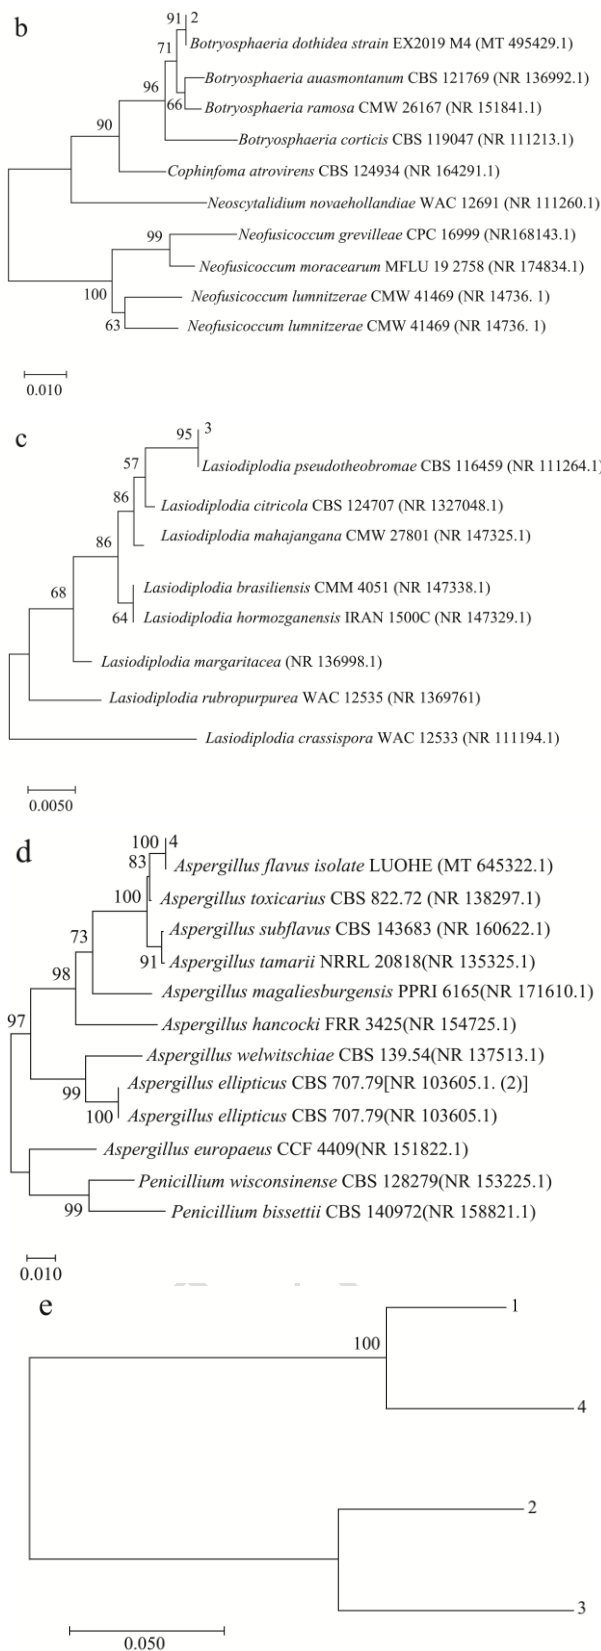 b
91
2
Botryosphaeria dothidea strain EX2019 M4 (MT 495429.1)
71
Botryosphaeria auasmontanum CBS 121769 (NR 136992.1)
96
66
Botryosphaeria ramosa CMW 26167 (NR 151841.1)
90
Botryosphaeria corticis CBS 119047 (NR 111213.1)
Cophinfoma atrovirens CBS 124934 (NR 164291.1)
Neoscytalidium novaehollandiae WAC 12691 (NR 111260.1)
99
Neofusicoccum grevilleae CPC 16999 (NR168143.1)
Neofusicoccum moracearum MFLU 19 2758 (NR 174834.1)
100
Neofusicoccum lumnitzerae CMW 41469 (NR 14736. 1)
63
Neofusicoccum lumnitzerae CMW 41469 (NR 14736. 1)
0.010
c
95
3
57
Lasiodiplodia pseudotheobromae CBS 116459 (NR 111264.1)
86
Lasiodiplodia citricola CBS 124707 (NR 1327048.1)
86
Lasiodiplodia mahajangana CMW 27801 (NR 147325.1)
68
Lasiodiplodia brasiliensis CMM 4051 (NR 147338.1)
64
Lasiodiplodia hormozganensis IRAN 1500C (NR 147329.1)
Lasiodiplodia margaritacea (NR 136998.1)
Lasiodiplodia rubropurpurea WAC 12535 (NR 1369761)
Lasiodiplodia crassispora WAC 12533 (NR 111194.1)
0.0050
d
100
4
83
Aspergillus flavus isolate LUOHE (MT 645322.1)
100
Aspergillus toxicarius CBS 822.72 (NR 138297.1)
73
Aspergillus subflavus CBS 143683 (NR 160622.1)
91
Aspergillus tamarii NRRL 20818(NR 135325.1)
98
Aspergillus magaliesburgensis PPRI 6165(NR 171610.1)
97
Aspergillus hancocki FRR 3425(NR 154725.1)
Aspergillus welwitschiae CBS 139.54(NR 137513.1)
99
Aspergillus ellipticus CBS 707.79[NR 103605.1. (2)]
100
Aspergillus ellipticus CBS 707.79(NR 103605.1)
Aspergillus europaeus CCF 4409(NR 151822.1)
Penicillium wisconsinense CBS 128279(NR 153225.1)
99
Penicillium bissettii CBS 140972(NR 158821.1)
0.010
e
1
100
4
2
3
0.050